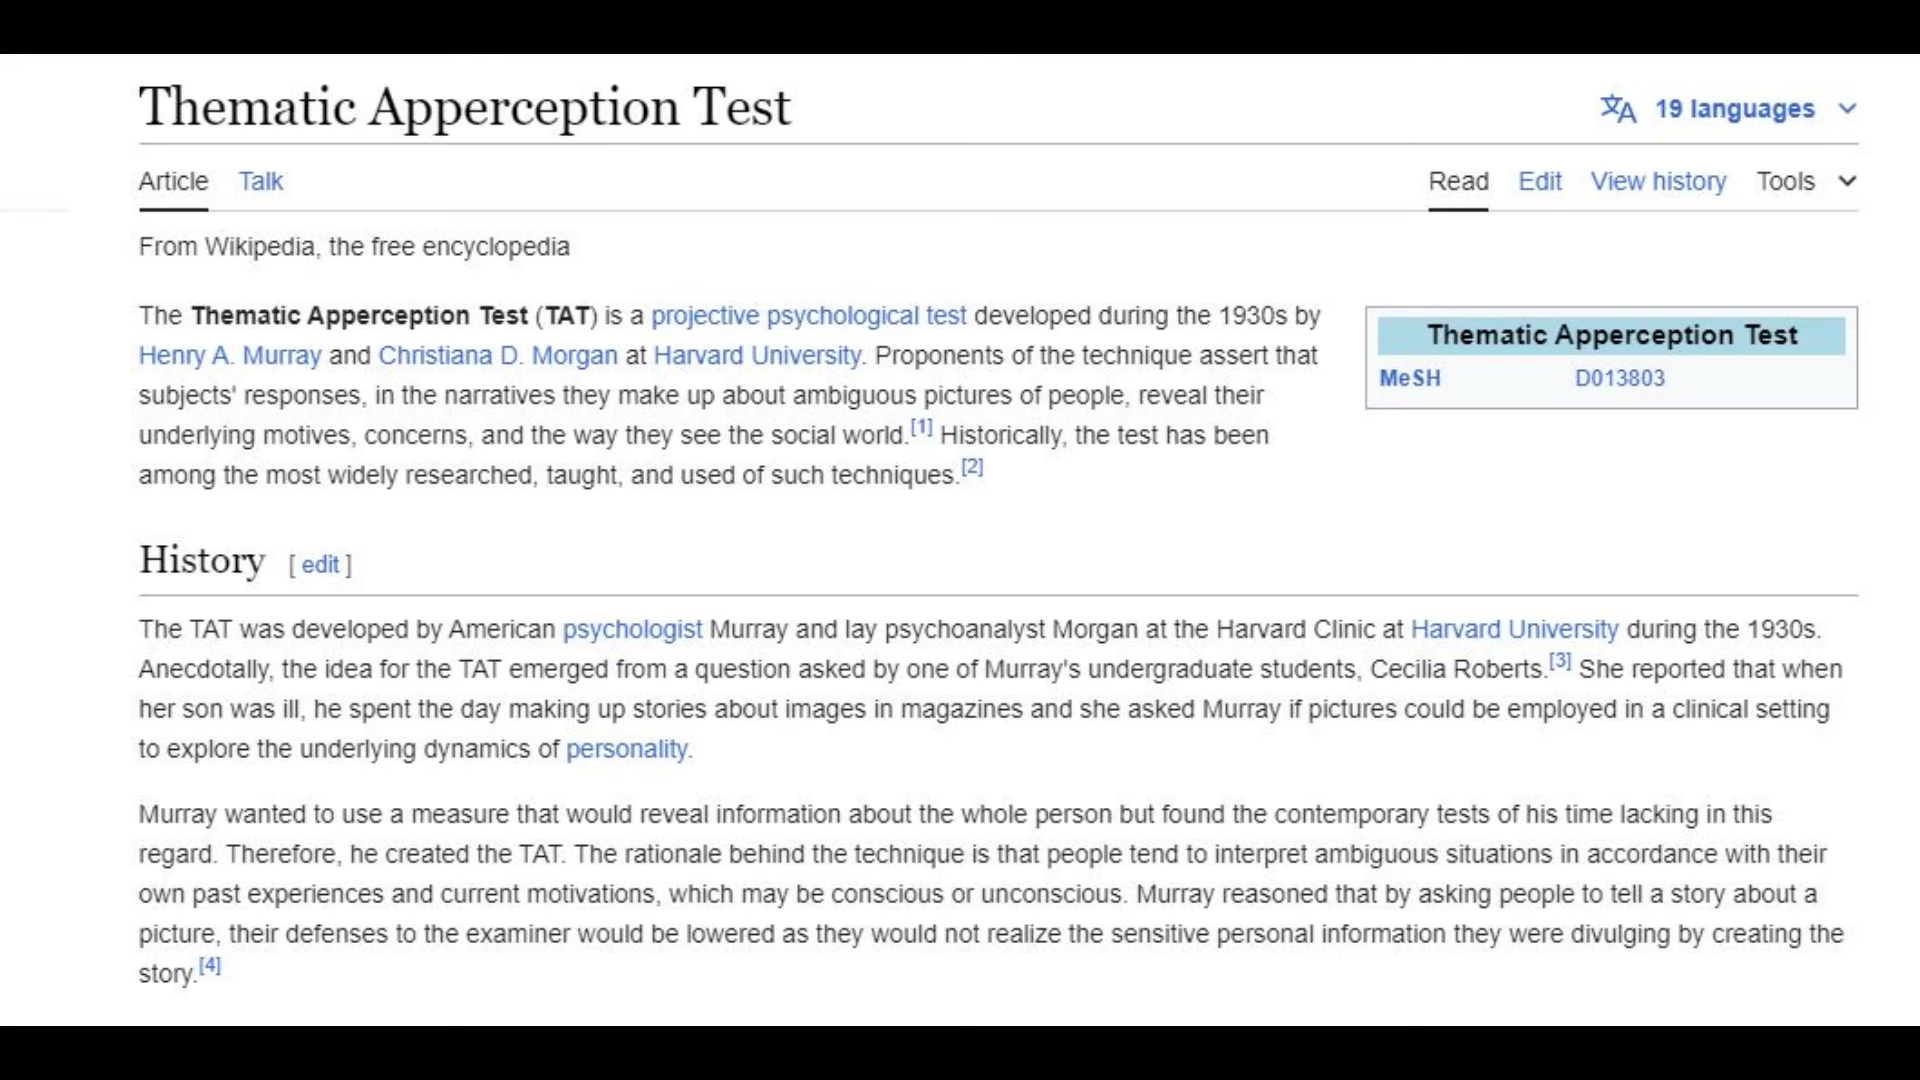 Thematic Apperception Test
文A 19 languages
Article Talk
Read Edit View history Tools
From Wikipedia, the free encyclopedia
The Thematic Apperception Test (TAT) is a projective psychological test developed during the 1930s by
Henry A. Murray and Christiana D. Morgan at Harvard University. Proponents of the technique assert that
subjects' responses, in the narratives they make up about ambiguous pictures of people, reveal their
underlying motives, concerns, and the way they see the social world.[1] Historically, the test has been
among the most widely researched, taught, and used of such techniques.[2]
Thematic Apperception Test
MeSH D013803
History [ edit ]
The TAT was developed by American psychologist Murray and lay psychoanalyst Morgan at the Harvard Clinic at Harvard University during the 1930s.
Anecdotally, the idea for the TAT emerged from a question asked by one of Murray's undergraduate students, Cecilia Roberts.[3] She reported that when
her son was ill, he spent the day making up stories about images in magazines and she asked Murray if pictures could be employed in a clinical setting
to explore the underlying dynamics of personality.
Murray wanted to use a measure that would reveal information about the whole person but found the contemporary tests of his time lacking in this
regard. Therefore, he created the TAT. The rationale behind the technique is that people tend to interpret ambiguous situations in accordance with their
own past experiences and current motivations, which may be conscious or unconscious. Murray reasoned that by asking people to tell a story about a
picture, their defenses to the examiner would be lowered as they would not realize the sensitive personal information they were divulging by creating the
story.[4]